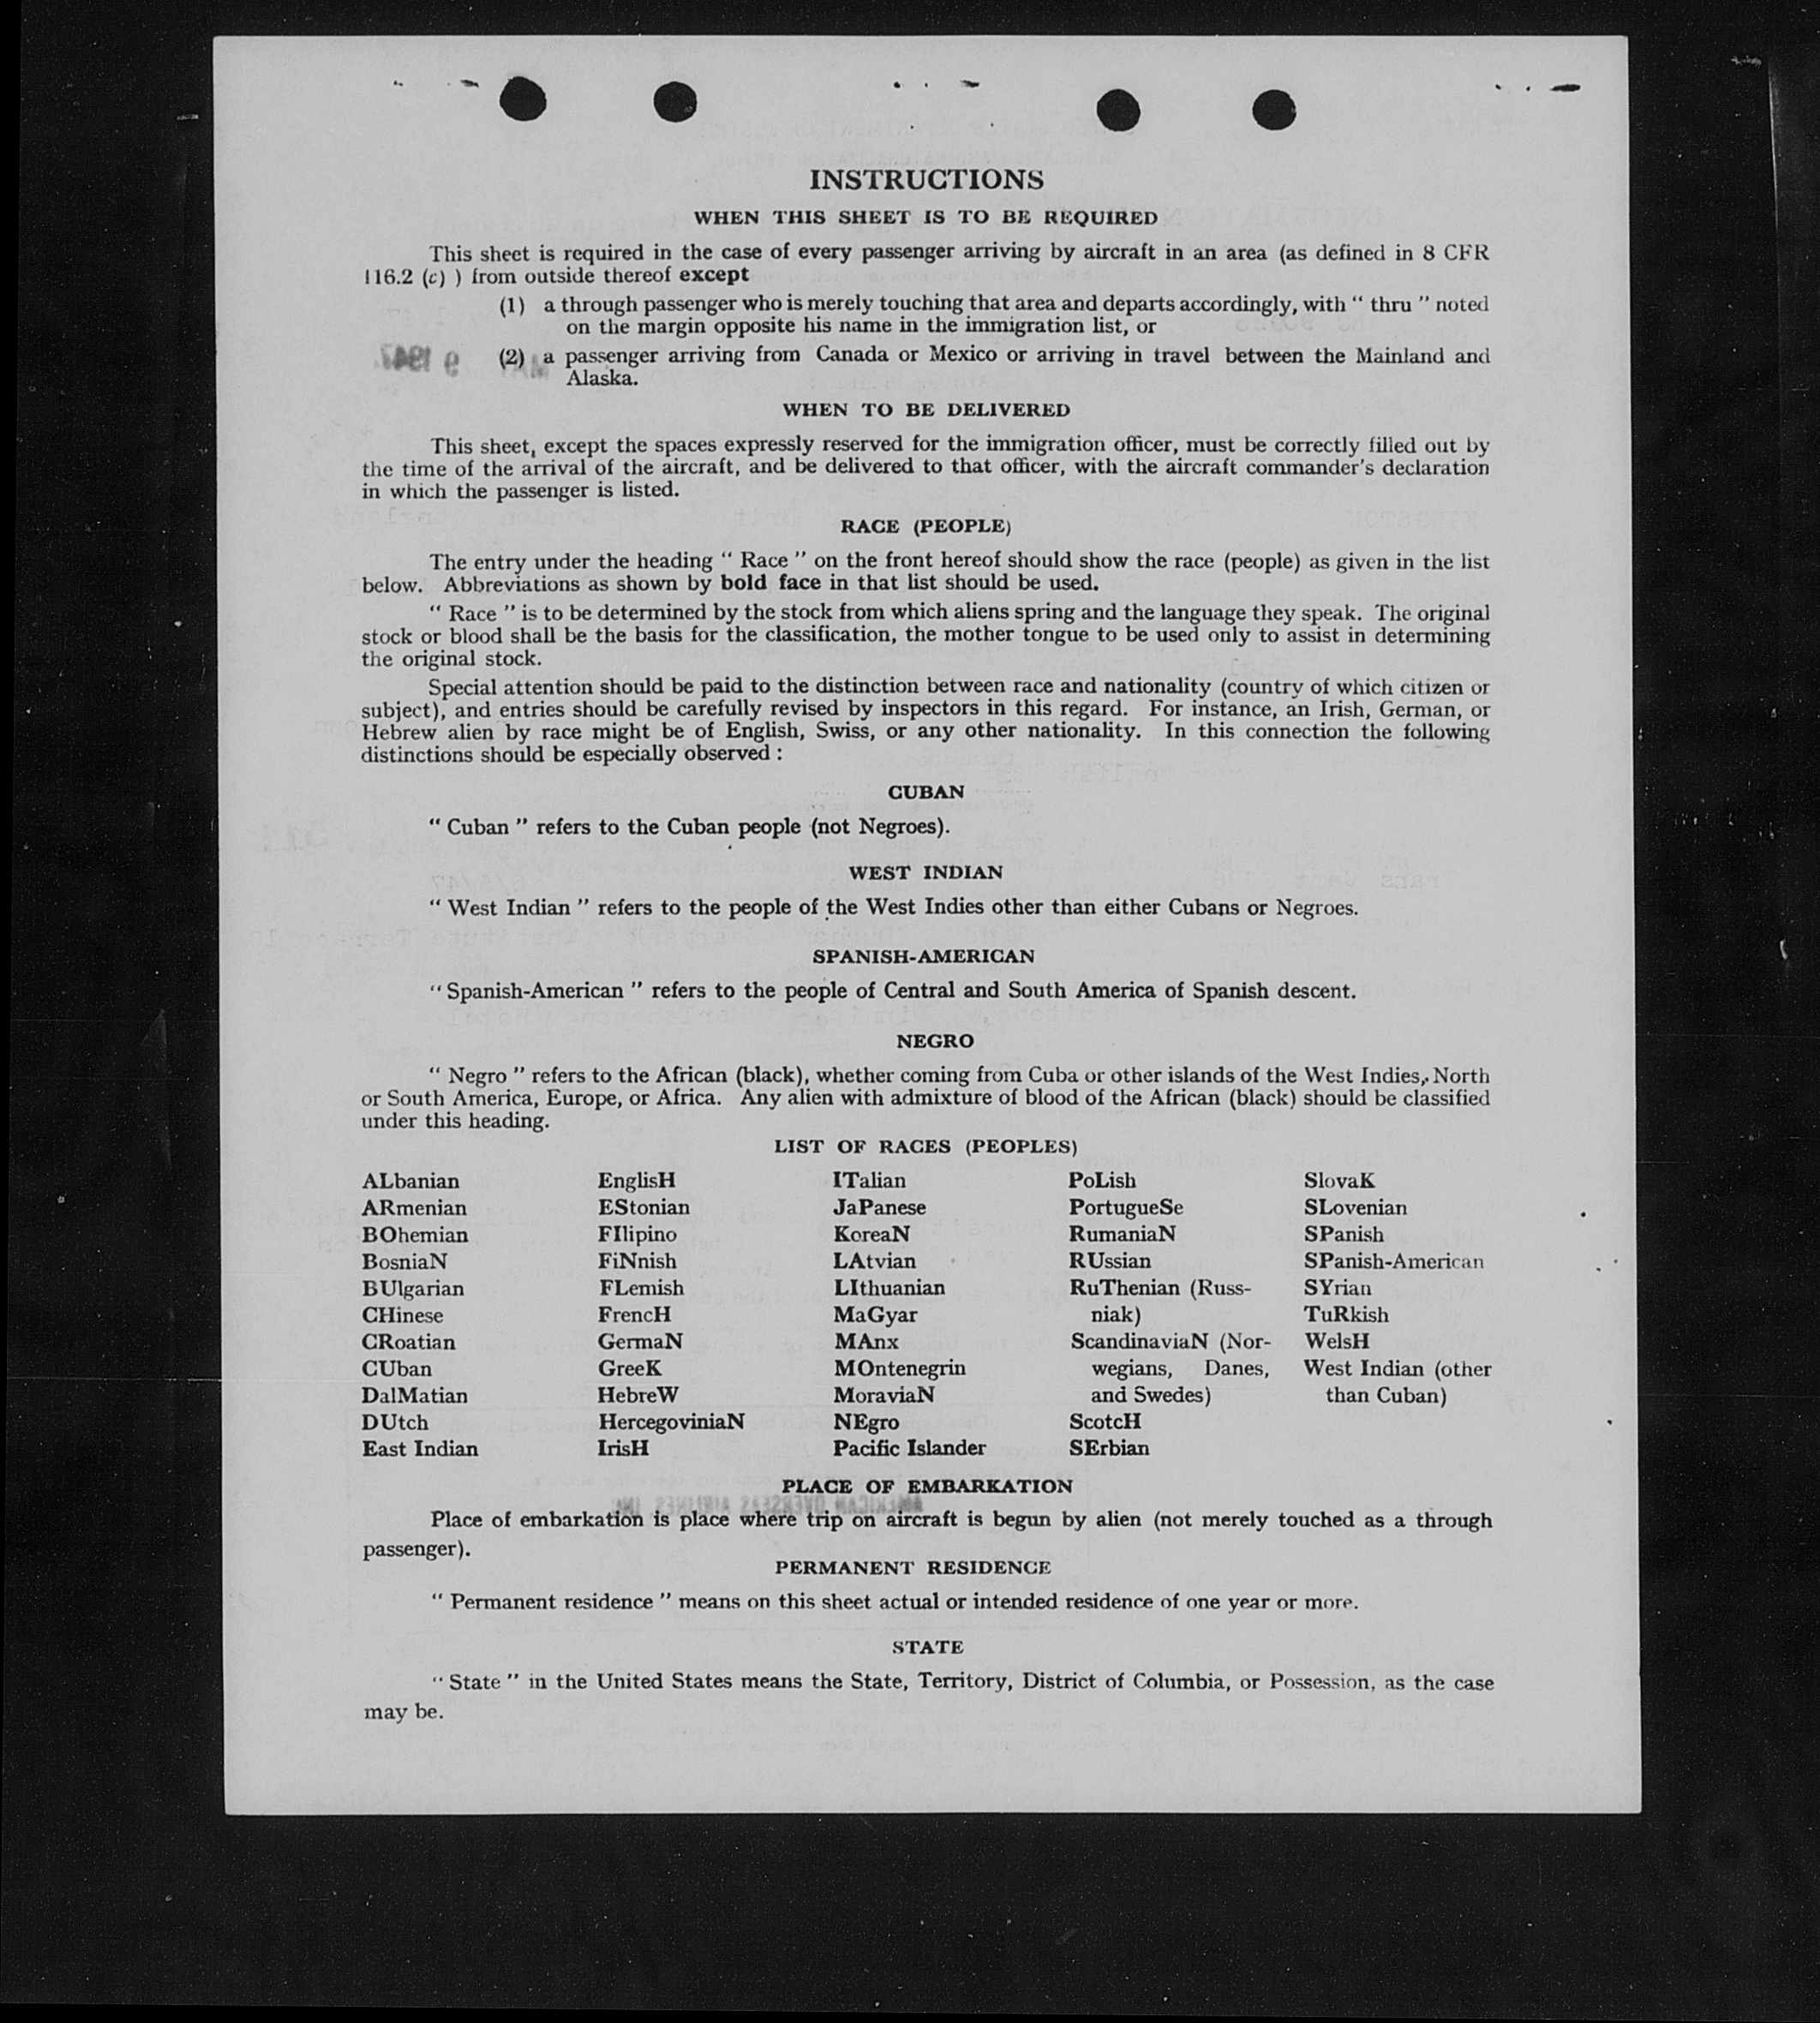 INSTRUCTIONS
WHEN THIS SHEET IS TO BE REQUIRED
This sheet is required in the case of every passenger arriving by aircraft in an area (as defined in 8 CFR
116.2 (c) ) from outside thereof except
(1) a through passenger who is merely touching that area and departs accordingly, with “ thru ” noted
on the margin opposite his name in the immigration list, or
(2) a passenger arriving from Canada or Mexico or arriving in travel between the Mainland and
Alaska.
WHEN TO BE DELIVERED
This sheet, except the spaces expressly reserved for the immigration officer, must be correctly filled out by
the time of the arrival of the aircraft, and be delivered to that officer, with the aircraft commander's declaration
in which the passenger is listed.
RACE (PEOPLE)
The entry under the heading “ Race ” on the front hereof should show the race (people) as given in the list
below. Abbreviations as shown by bold face in that list should be used.
“ Race ” is to be determined by the stock from which aliens spring and the language they speak. The original
stock or blood shall be the basis for the classification, the mother tongue to be used only to assist in determining
the original stock.
Special attention should be paid to the distinction between race and nationality (country of which citizen or
subject), and entries should be carefully revised by inspectors in this regard. For instance, an Irish, German, or
Hebrew alien by race might be of English, Swiss, or any other nationality. In this connection the following
distinctions should be especially observed :
CUBAN
“ Cuban ” refers to the Cuban people (not Negroes).
WEST INDIAN
“ West Indian ” refers to the people of the West Indies other than either Cubans or Negroes.
SPANISH-AMERICAN
“ Spanish-American ” refers to the people of Central and South America of Spanish descent.
NEGRO
“ Negro ” refers to the African (black), whether coming from Cuba or other islands of the West Indies, North
or South America, Europe, or Africa. Any alien with admixture of blood of the African (black) should be classified
under this heading.
LIST OF RACES (PEOPLES)
ALbanian
ARmenian
BOhemian
BosniaN
BUlgarian
CHinese
CRoatian
CUban
DalMatian
DUtch
East Indian
EnglisH
EStonian
FIlipino
FiNnish
FLemish
FrencH
GermaN
GreeK
HebreW
HercegoviniaN
IrisH
ITalian
JaPanese
KoreaN
LAtvian
LIthuanian
MaGyar
MAnx
MOntenegrin
MoraviaN
NEgro
Pacific Islander
PoLish
PortugueSe
RumaniaN
RUssian
RuThenian (Russ-
niak)
ScandinaviaN (Nor-
wegians, Danes,
and Swedes)
ScotcH
SErbian
SlovaK
SLovenian
SPanish
SPanish-American
SYrian
TuRkish
WelsH
West Indian (other
than Cuban)
PLACE OF EMBARKATION
Place of embarkation is place where trip on aircraft is begun by alien (not merely touched as a through
passenger).
PERMANENT RESIDENCE
“ Permanent residence ” means on this sheet actual or intended residence of one year or more.
STATE
“ State ” in the United States means the State, Territory, District of Columbia, or Possession, as the case
may be.